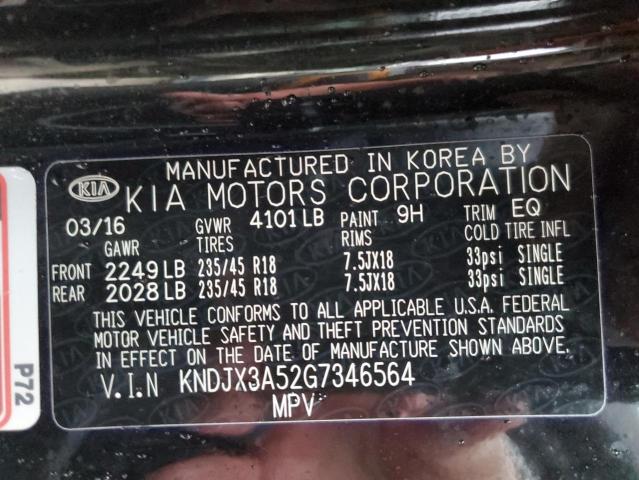 MANUFACTURED IN KOREA BY
KIA KIA MOTORS CORPORATION
03/16 GVWR 4101 LB PAINT 9H TRIM EQ
GAWR TIRES RIMS COLD TIRE INFL
FRONT 2249 LB 235/45 R18 7.5JX18 33psi SINGLE
REAR 2028 LB 235/45 R18 7.5JX18 33psi SINGLE
THIS VEHICLE CONFORMS TO ALL APPLICABLE U.S.A. FEDERAL
MOTOR VEHICLE SAFETY AND THEFT PREVENTION STANDARDS
IN EFFECT ON THE DATE OF MANUFACTURE SHOWN ABOVE.
V.I.N KNDJX3A52G7346564
MPV
P72